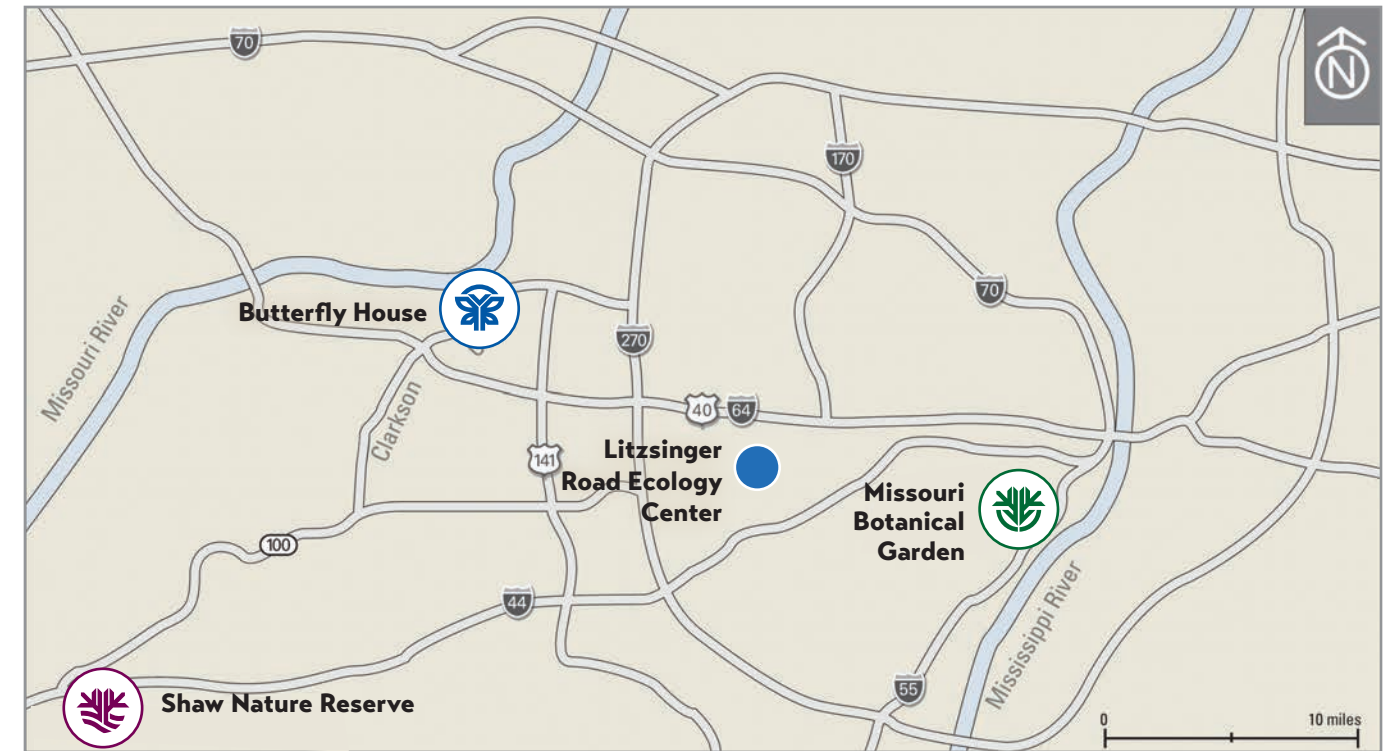 70
N
170
Butterfly House
70
270
Missouri River
Clarkson
40
64
141
Litzsinger
Road Ecology
Center
Missouri
Botanical
Garden
100
44
Mississippi River
55
Shaw Nature Reserve
0
10 miles